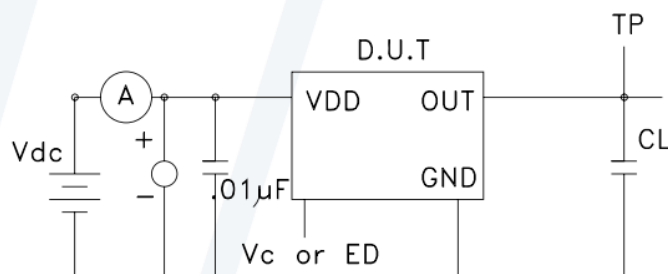 TP
D.U.T
A
VDD OUT
+
Vdc
CL
-
.01µF
GND
Vc or ED